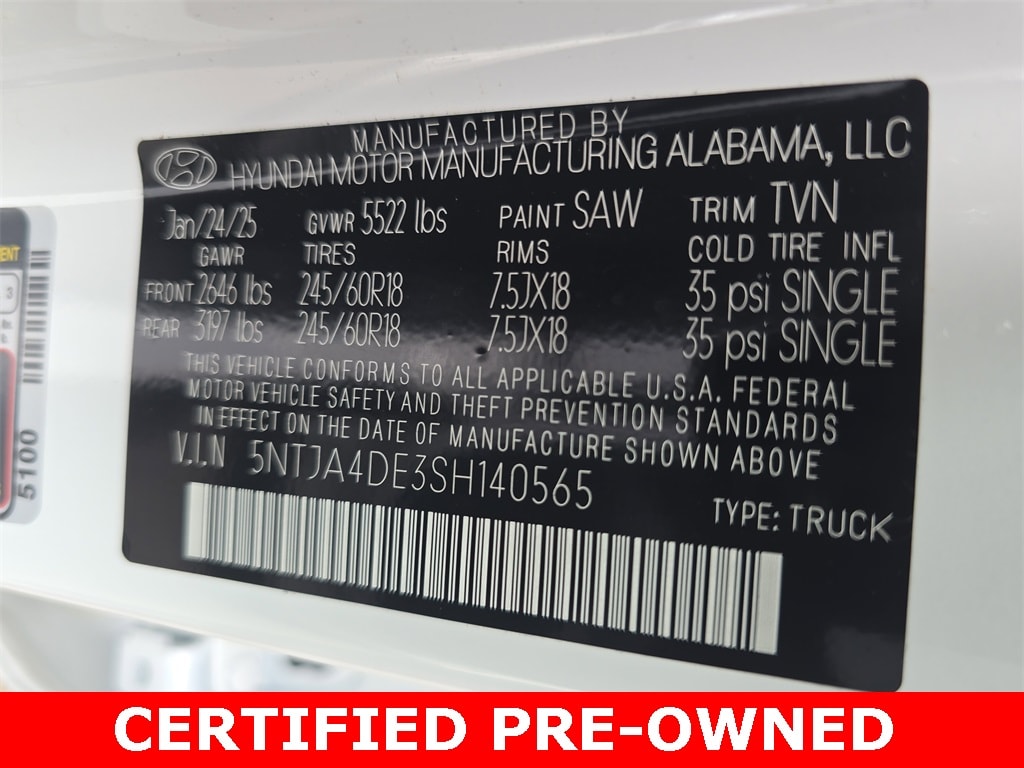 MANUFACTURED BY
HYUNDAI MOTOR MANUFACTURING ALABAMA, LLC
Jan/24/25 GVWR 5522 lbs PAINT SAW TRIM TVN
GAWR TIRES RIMS COLD TIRE INFL
FRONT 2646 lbs 245/60R18 7.5JX18 35 psi SINGLE
REAR 3197 lbs 245/60R18 7.5JX18 35 psi SINGLE
THIS VEHICLE CONFORMS TO ALL APPLICABLE U.S.A. FEDERAL
MOTOR VEHICLE SAFETY AND THEFT PREVENTION STANDARDS
IN EFFECT ON THE DATE OF MANUFACTURE SHOWN ABOVE
V.I.N 5NTJA4DE3SH140565
TYPE: TRUCK
5100
CERTIFIED PRE-OWNED